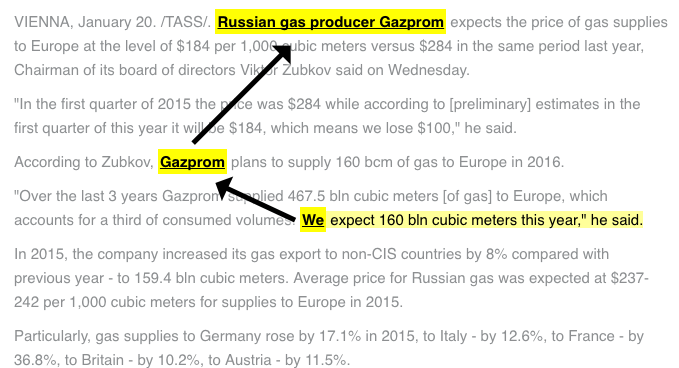 VIENNA, January 20. /TASS/. Russian gas producer Gazprom expects the price of gas supplies
to Europe at the level of $184 per 1,000 cubic meters versus $284 in the same period last year,
Chairman of its board of directors Viktor Zubkov said on Wednesday.
"In the first quarter of 2015 the price was $284 while according to [preliminary] estimates in the
first quarter of this year it will be $184, which means we lose $100," he said.
According to Zubkov, Gazprom plans to supply 160 bcm of gas to Europe in 2016.
"Over the last 3 years Gazprom supplied 467.5 bln cubic meters [of gas] to Europe, which
accounts for a third of consumed volumes. We expect 160 bln cubic meters this year," he said.
In 2015, the company increased its gas export to non-CIS countries by 8% compared with
previous year - to 159.4 bln cubic meters. Average price for Russian gas was expected at $237-
242 per 1,000 cubic meters for supplies to Europe in 2015.
Particularly, gas supplies to Germany rose by 17.1% in 2015, to Italy - by 12.6%, to France - by
36.8%, to Britain - by 10.2%, to Austria - by 11.5%.